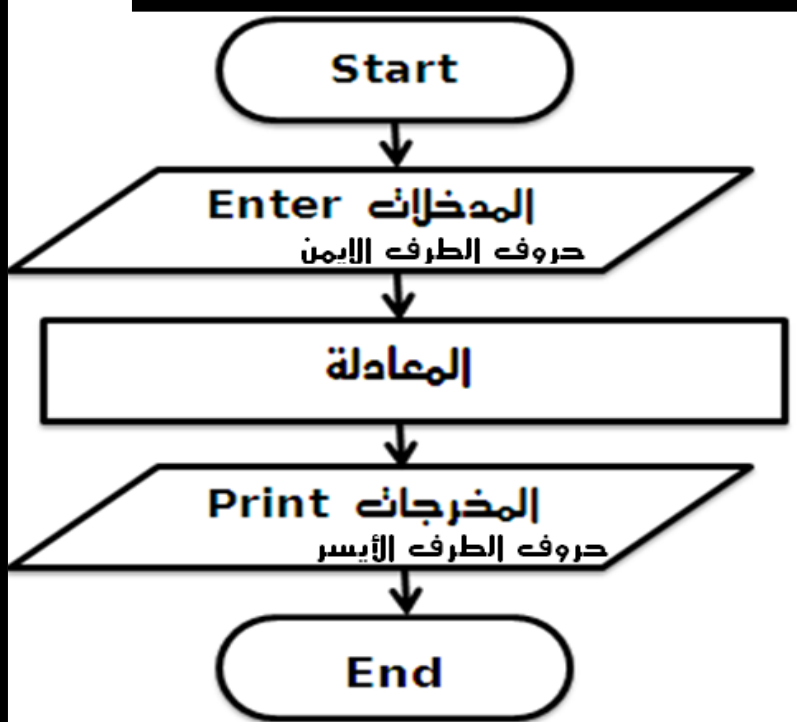 Start
Enter المدخلات
حروف الطرف الايمن
المعادلة
Print المخرجات
حروف الطرف الأيسر
End